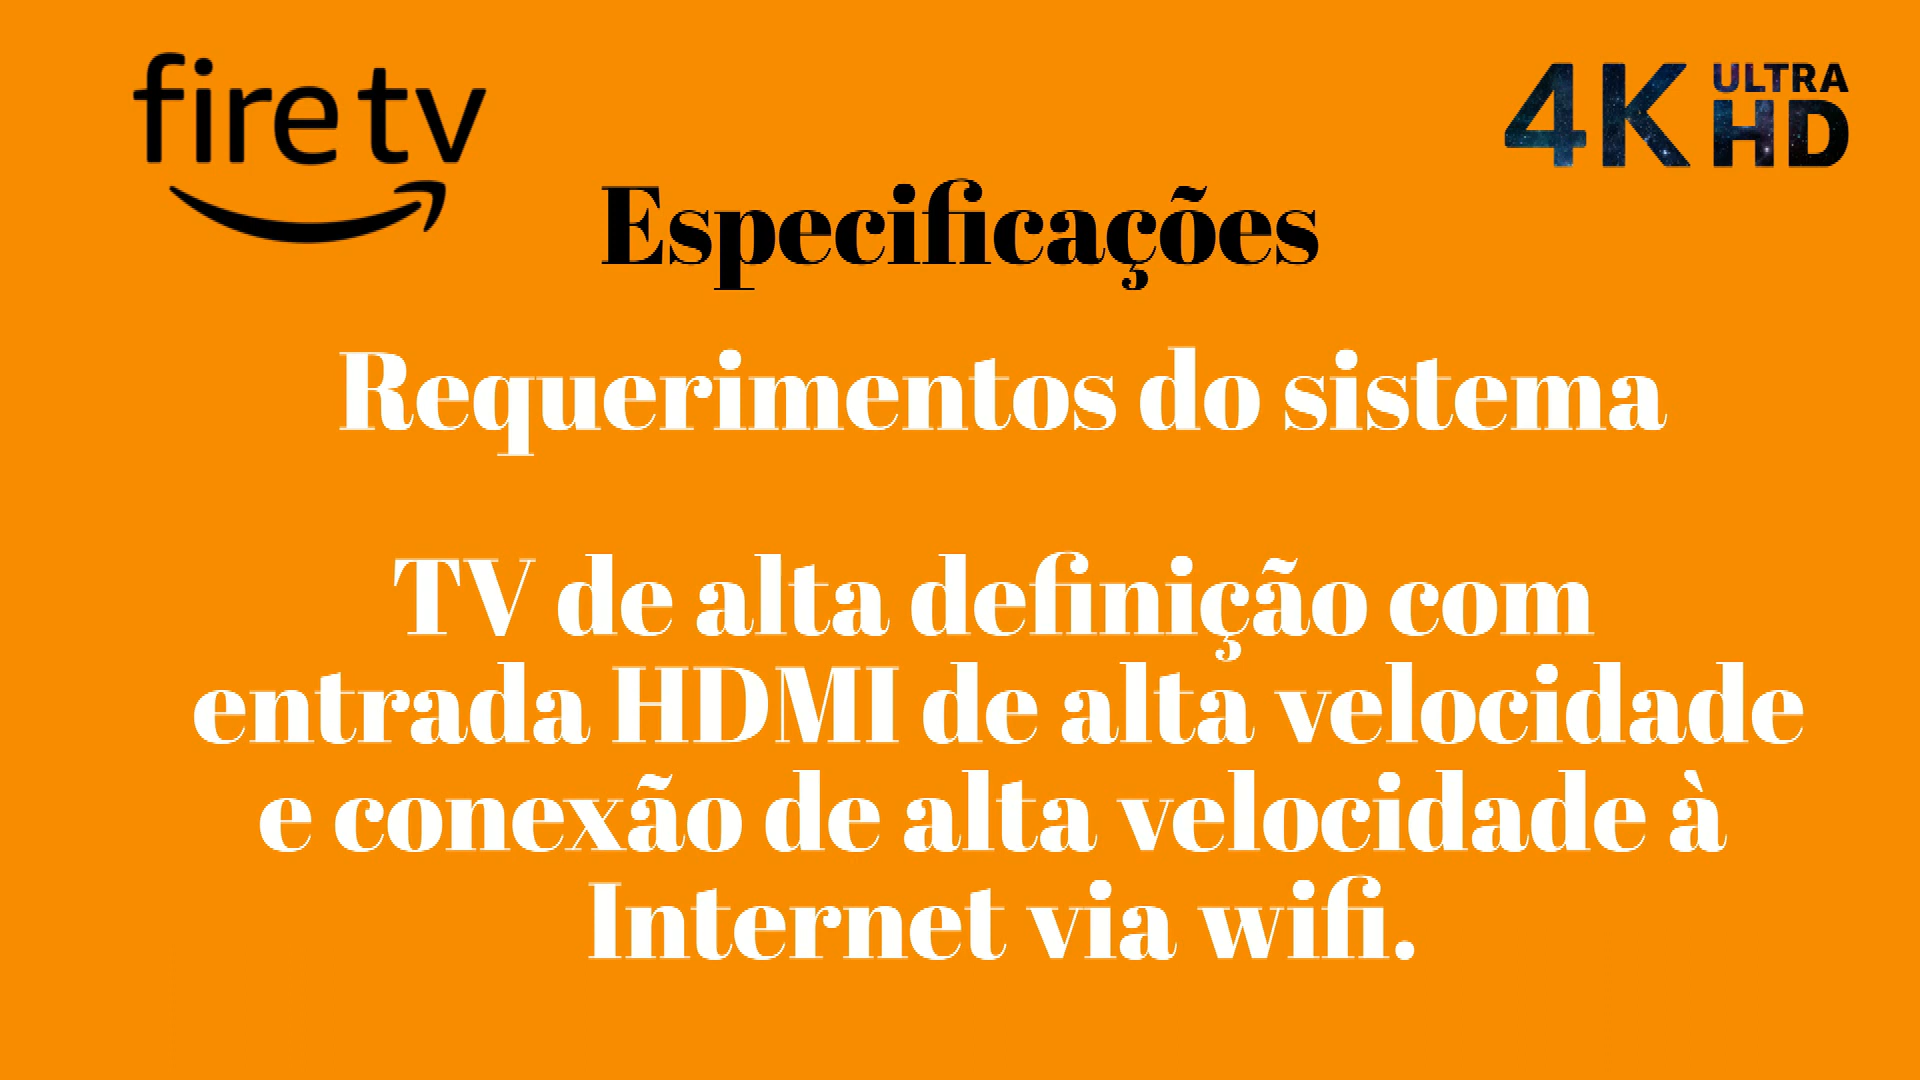 fire tv
4K ULTRA HD
Especificações
Requerimentos do sistema
TV de alta definição com
entrada HDMI de alta velocidade
e conexão de alta velocidade à
Internet via wifi.